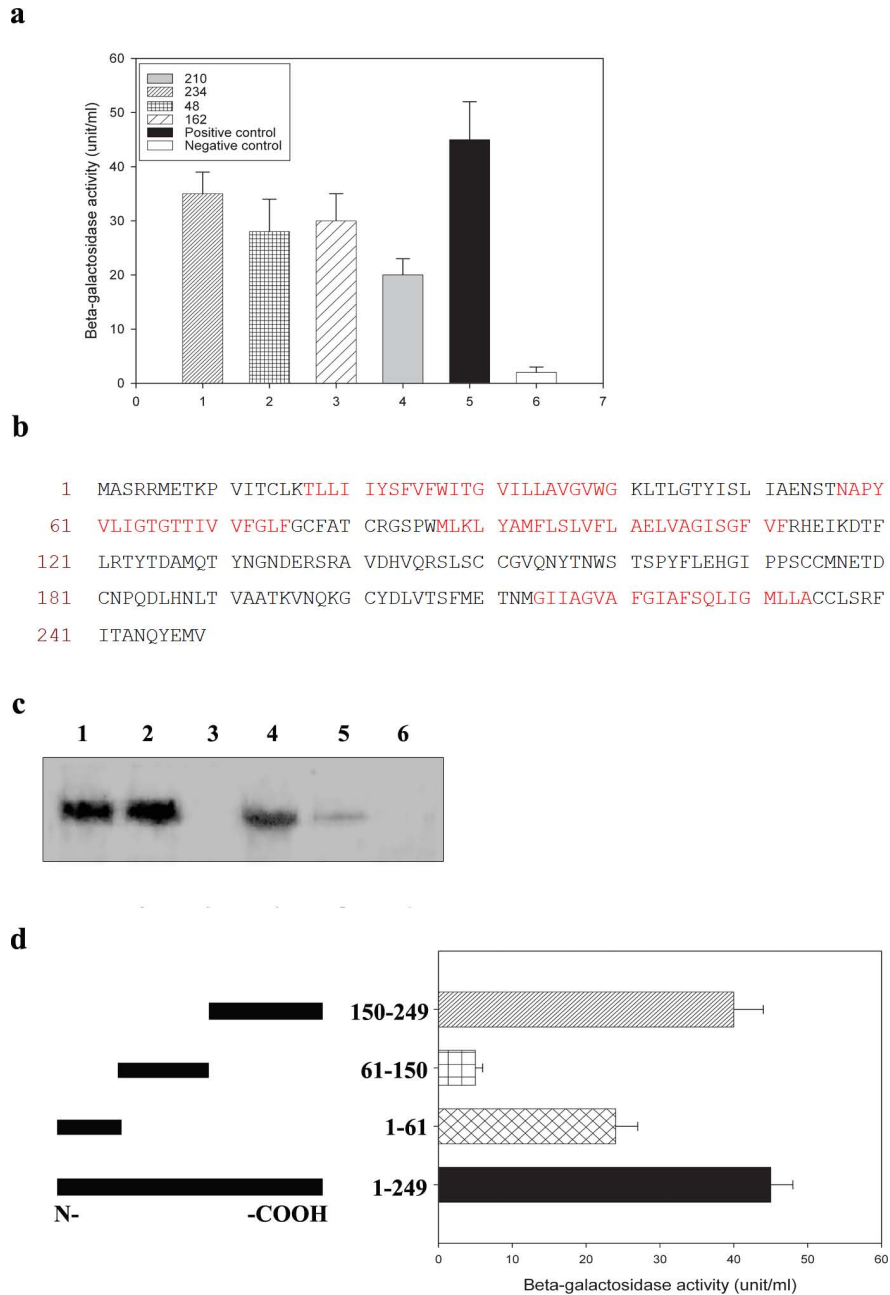 a
60
50
40
30
20
10
0
Beta-galactosidase activity (unit/ml)
210
234
48
162
Positive control
Negative control
0 1 2 3 4 5 6 7
b
1 MASRRMETKP VITCLKTLLI IYSFVFWITG VILLAVGVWG KLTLGTYISL IAENSTNAPY
61 VLIGTGTTIV VFGLFGCFAT CRGSPWMLKL YAMFLSLVFL AELVAGISGF VFRHEIKDTF
121 LRTYTDAMQT YNGNDERSRA VDHVQRSLSC CGVQNYTNWS TSPYFLEHGI PPSCCMNETD
181 CNPQDLHNLT VAATKVNQKG CYDLVTSFME TNMGIIAGVA FGIAFSQLIG MLLACCLSRF
241 ITANQYEMV
c
1 2 3 4 5 6
d
150-249
61-150
1-61
1-249
N- -COOH
0 10 20 30 40 50 60
Beta-galactosidase activity (unit/ml)